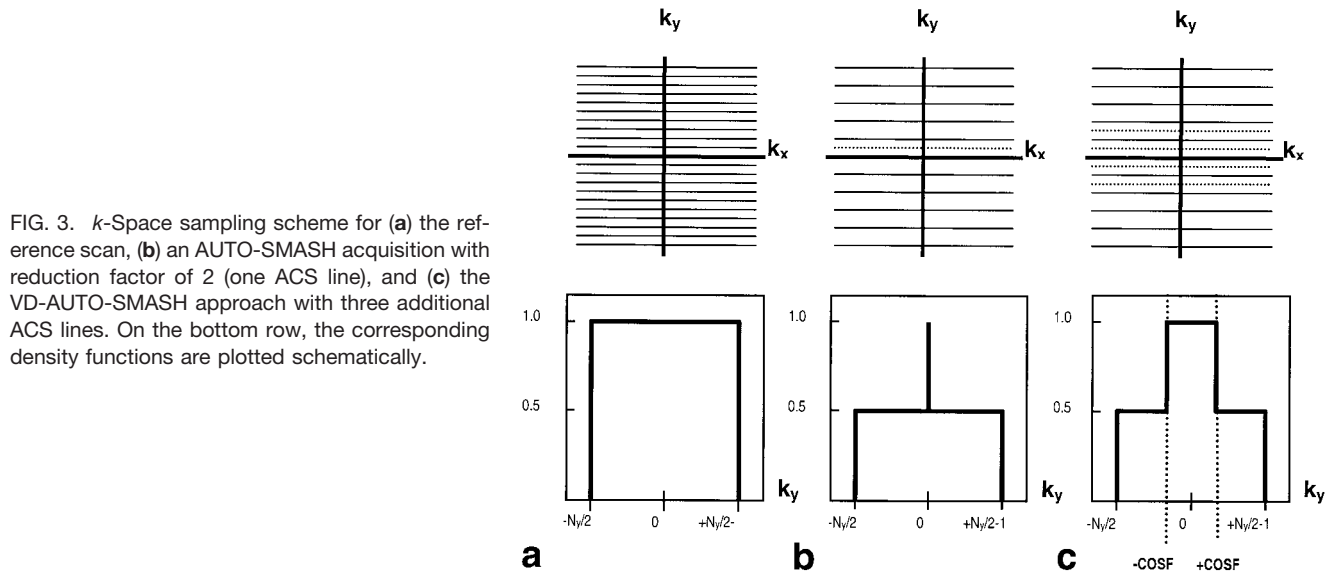 FIG. 3. k-Space sampling scheme for (a) the ref-
erence scan, (b) an AUTO-SMASH acquisition with
reduction factor of 2 (one ACS line), and (c) the
VD-AUTO-SMASH approach with three additional
ACS lines. On the bottom row, the corresponding
density functions are plotted schematically.
ky
kx
1.0
0.5
ky
-Ny/2
0
+Ny/2-
a
ky
kx
1.0
0.5
ky
-Ny/2
0
+Ny/2-1
b
ky
kx
1.0
0.5
ky
-Ny/2
0
+Ny/2-1
c
-COSF
+COSF